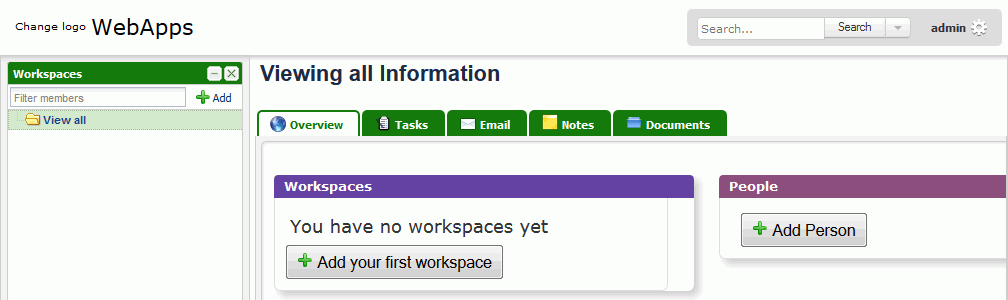 Change logo WebApps
Search... Search admin
Workspaces
Filter members Add
View all
Viewing all Information
Overview Tasks Email Notes Documents
Workspaces
You have no workspaces yet
Add your first workspace
People
Add Person